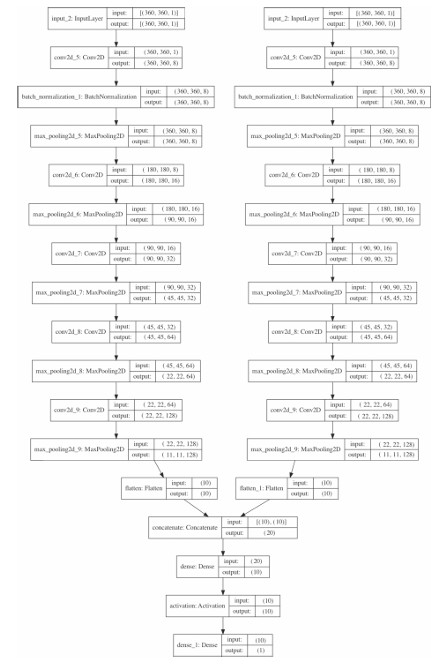 input_2: InputLayer input: [(360, 360, 1)]
output: [(360, 360, 1)]
conv2d_5: Conv2D input: (360, 360, 1)
output: (360, 360, 8)
batch_normalization_1: BatchNormalization input: (360, 360, 8)
output: (360, 360, 8)
max_pooling2d_5: MaxPooling2D input: (360, 360, 8)
output: (360, 360, 8)
conv2d_6: Conv2D input: (180, 180, 8)
output: (180, 180, 16)
max_pooling2d_6: MaxPooling2D input: (180, 180, 16)
output: (90, 90, 16)
conv2d_7: Conv2D input: (90, 90, 16)
output: (90, 90, 32)
max_pooling2d_7: MaxPooling2D input: (90, 90, 32)
output: (45, 45, 32)
conv2d_8: Conv2D input: (45, 45, 32)
output: (45, 45, 64)
max_pooling2d_8: MaxPooling2D input: (45, 45, 64)
output: (22, 22, 64)
conv2d_9: Conv2D input: (22, 22, 64)
output: (22, 22, 128)
max_pooling2d_9: MaxPooling2D input: (22, 22, 128)
output: (11, 11, 128)
flatten: Flatten input: (10)
output: (10)
input_2: InputLayer input: [(360, 360, 1)]
output: [(360, 360, 1)]
conv2d_5: Conv2D input: (360, 360, 1)
output: (360, 360, 8)
batch_normalization_1: BatchNormalization input: (360, 360, 8)
output: (360, 360, 8)
max_pooling2d_5: MaxPooling2D input: (360, 360, 8)
output: (360, 360, 8)
conv2d_6: Conv2D input: (180, 180, 8)
output: (180, 180, 16)
max_pooling2d_6: MaxPooling2D input: (180, 180, 16)
output: (90, 90, 16)
conv2d_7: Conv2D input: (90, 90, 16)
output: (90, 90, 32)
max_pooling2d_7: MaxPooling2D input: (90, 90, 32)
output: (45, 45, 32)
conv2d_8: Conv2D input: (45, 45, 32)
output: (45, 45, 64)
max_pooling2d_8: MaxPooling2D input: (45, 45, 64)
output: (22, 22, 64)
conv2d_9: Conv2D input: (22, 22, 64)
output: (22, 22, 128)
max_pooling2d_9: MaxPooling2D input: (22, 22, 128)
output: (11, 11, 128)
flatten_1: Flatten input: (10)
output: (10)
concatenate: Concatenate input: [(10), (10)]
output: (20)
dense: Dense input: (20)
output: (10)
activation: Activation input: (10)
output: (10)
dense_1: Dense input: (10)
output: (1)